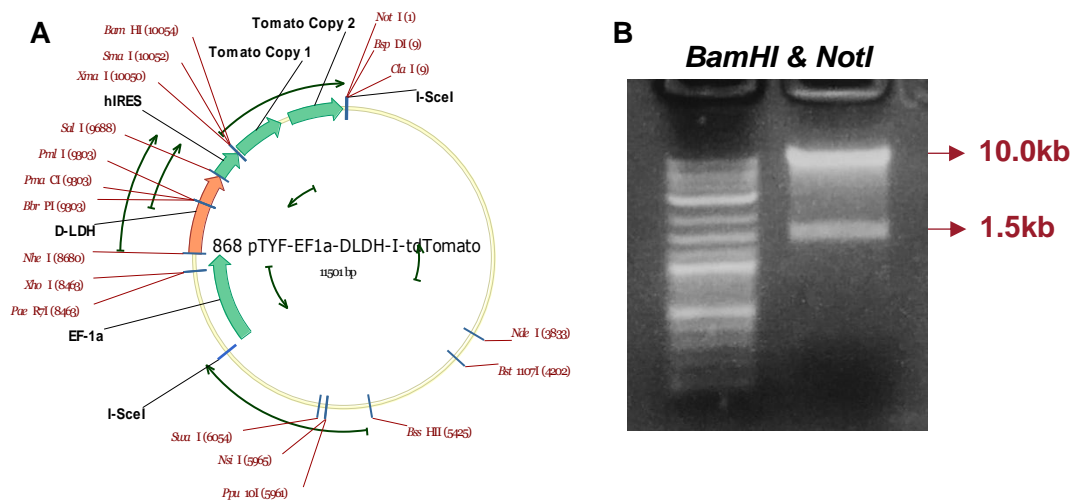 A
Bam HI (10054)
Sma I (10052)
Xma I (10050)
hIRES
Sal I (9688)
Pml I (9303)
Pma CI (9303)
Bbr PI (9303)
D-LDH
Nhe I (8680)
Xho I (8463)
Pae R7I (8463)
EF-1a
I-SceI
Tomato Copy 1
Tomato Copy 2
Not I (1)
Bsp DI (9)
Cla I (9)
I-SceI
868 pTYF-EF1a-DLDH-I-tdTomato
11501 bp
Nde I (3833)
Bst 1107I (4202)
Bss HII (5425)
Swa I (6054)
Nsi I (5965)
Ppu 10I (5961)
B
BamHI & NotI
10.0kb
1.5kb